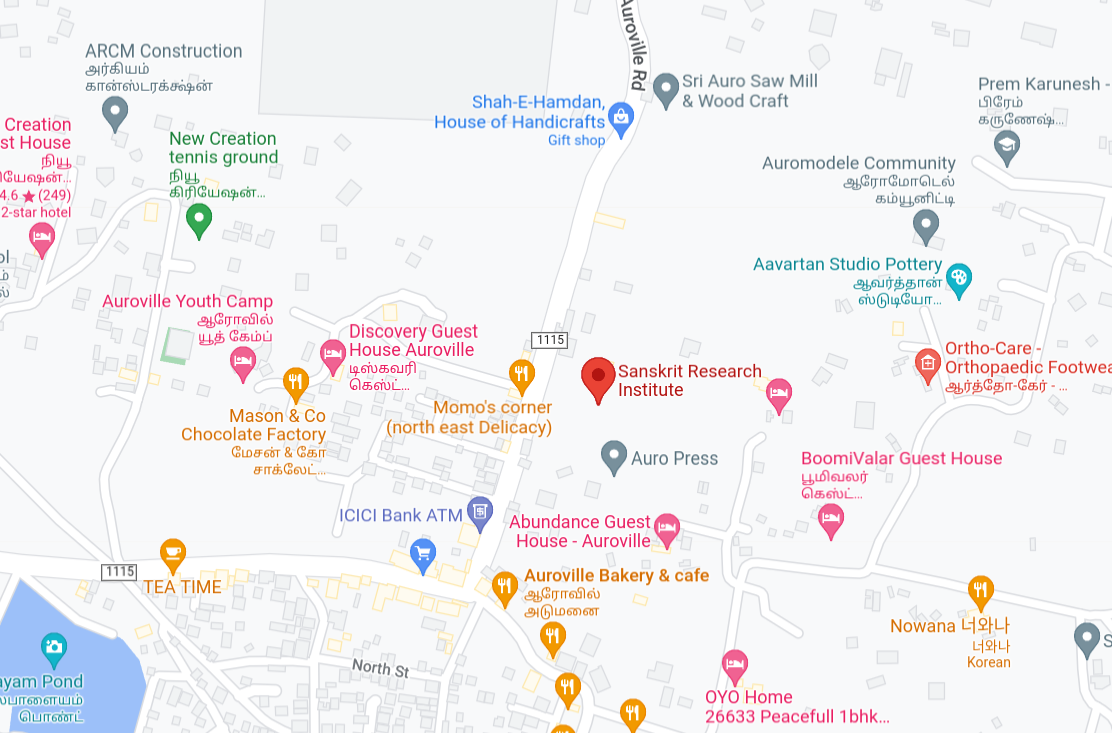 Auroville Rd
ARCM Construction
அர்கியம்
கான்ஸ்டரக்க்ஷன்
Sri Auro Saw Mill
& Wood Craft
Prem Karunesh -
பிரேம்
கருணேஷ்...
Shah-E-Hamdan,
House of Handicrafts
Gift shop
Creation
st House
நியூ
யேஷன்...
4.6 ★ (249)
2-star hotel
New Creation
tennis ground
நியூ
கிரியேஷன்...
Auromodele Community
ஆரோமோடெல்
கம்யூனிட்டி
Aavartan Studio Pottery
ஆவர்த்தான்
ஸ்டுடியோ...
Auroville Youth Camp
ஆரோவில்
யூத் கேம்ப்
Discovery Guest
House Auroville
டிஸ்கவரி
கெஸ்ட்...
1115
Ortho-Care -
Orthopaedic Footwea
ஆர்த்தோ-கேர் - ...
Sanskrit Research
Institute
Mason & Co
Chocolate Factory
மேசன் & கோ
சாக்லேட்...
Momo's corner
(north east Delicacy)
Auro Press
BoomiValar Guest House
பூமிவலர்
கெஸ்ட்...
ICICI Bank ATM
Abundance Guest
House - Auroville
1115
TEA TIME
Auroville Bakery & cafe
ஆரோவில்
அடுமனை
Nowana 너와나
너와나
Korean
North St
ayam Pond
லபாளையம்
பொண்ட்
OYO Home
26633 Peacefull 1bhk...